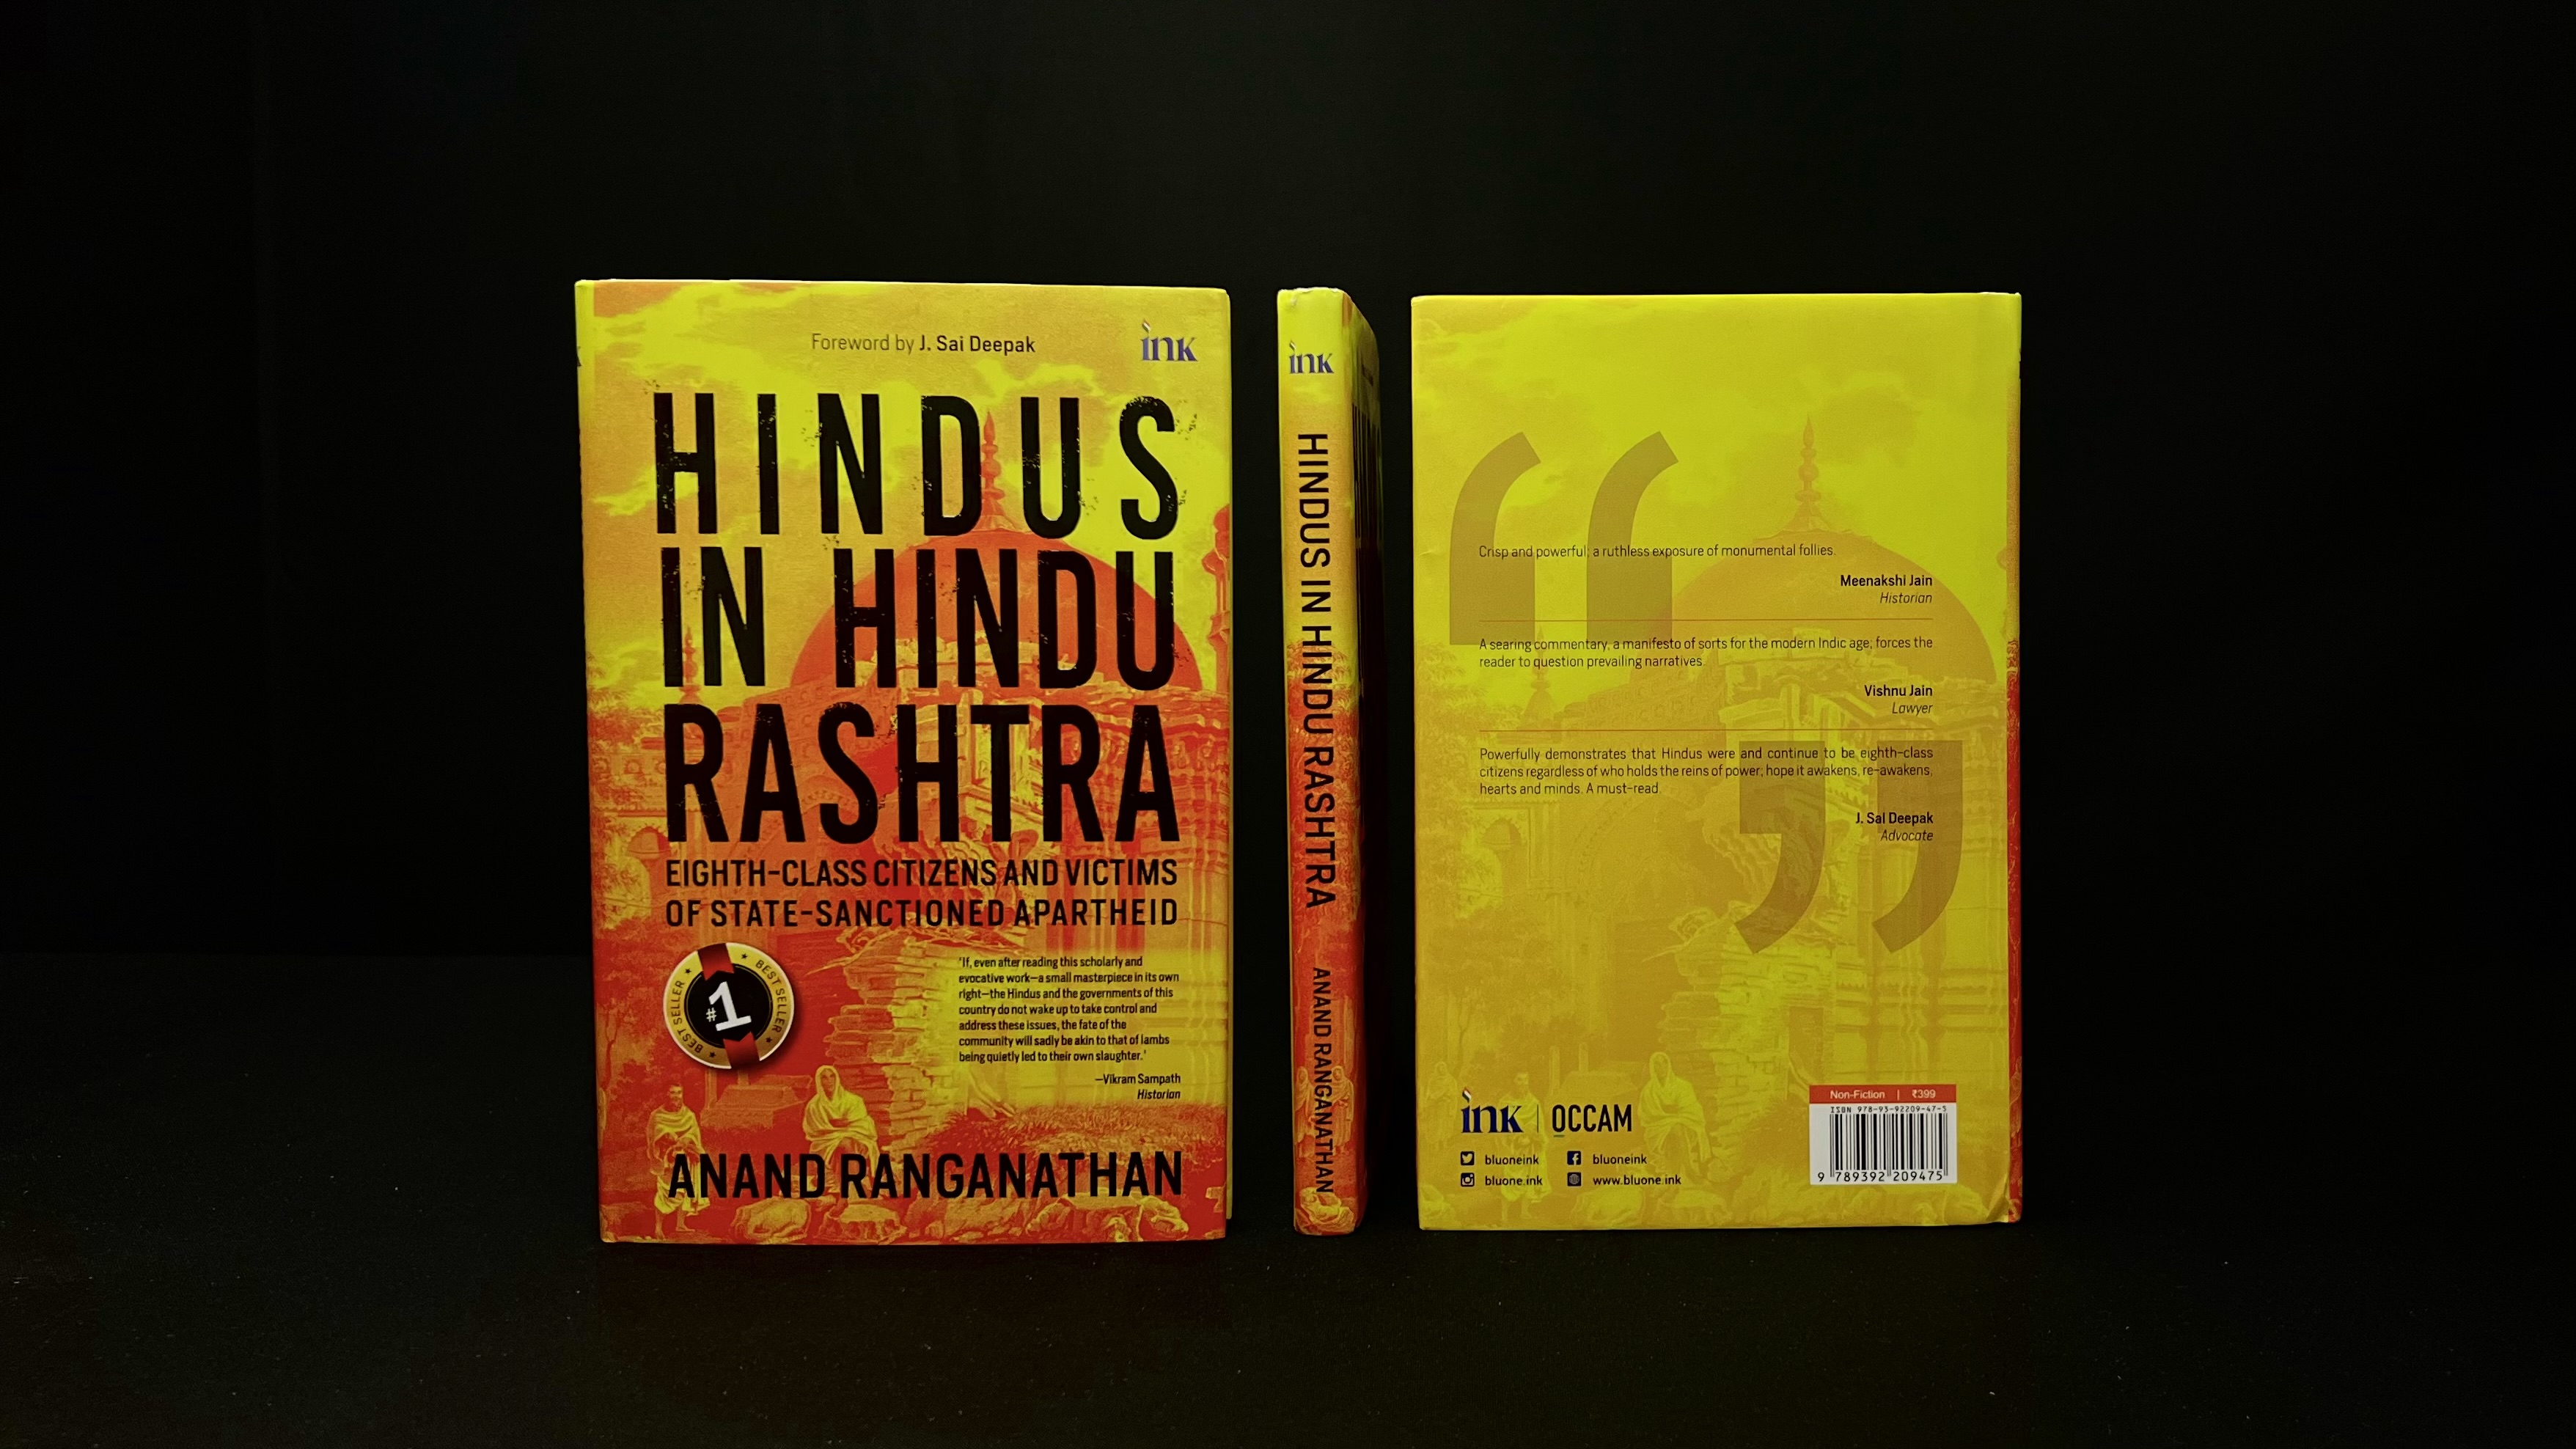 Foreword by J. Sai Deepak
ink
HINDUS
IN HINDU
RASHTRA
EIGHTH-CLASS CITIZENS AND VICTIMS
OF STATE-SANCTIONED APARTHEID
BEST SELLER
#1
BEST SELLER
'If, even after reading this scholarly and
evocative work—a small masterpiece in its own
right—the Hindus and the governments of this
country do not wake up to take control and
address these issues, the fate of the
community will sadly be akin to that of lambs
being quietly led to their own slaughter.'
—Vikram Sampath
Historian
ANAND RANGANATHAN
ink
HINDUS IN HINDU RASHTRA
ANAND RANGANATHAN
Crisp and powerful; a ruthless exposure of monumental follies.
Meenakshi Jain
Historian
A searing commentary, a manifesto of sorts for the modern Indic age; forces the
reader to question prevailing narratives.
Vishnu Jain
Lawyer
Powerfully demonstrates that Hindus were and continue to be eighth-class
citizens regardless of who holds the reins of power; hope it awakens, re-awakens,
hearts and minds. A must-read.
J. Sai Deepak
Advocate
ink | OCCAM
bluoneink bluoneink
bluone.ink www.bluone.ink
Non-Fiction | ₹399
ISBN 978-93-92209-47-5
9 789392 209475